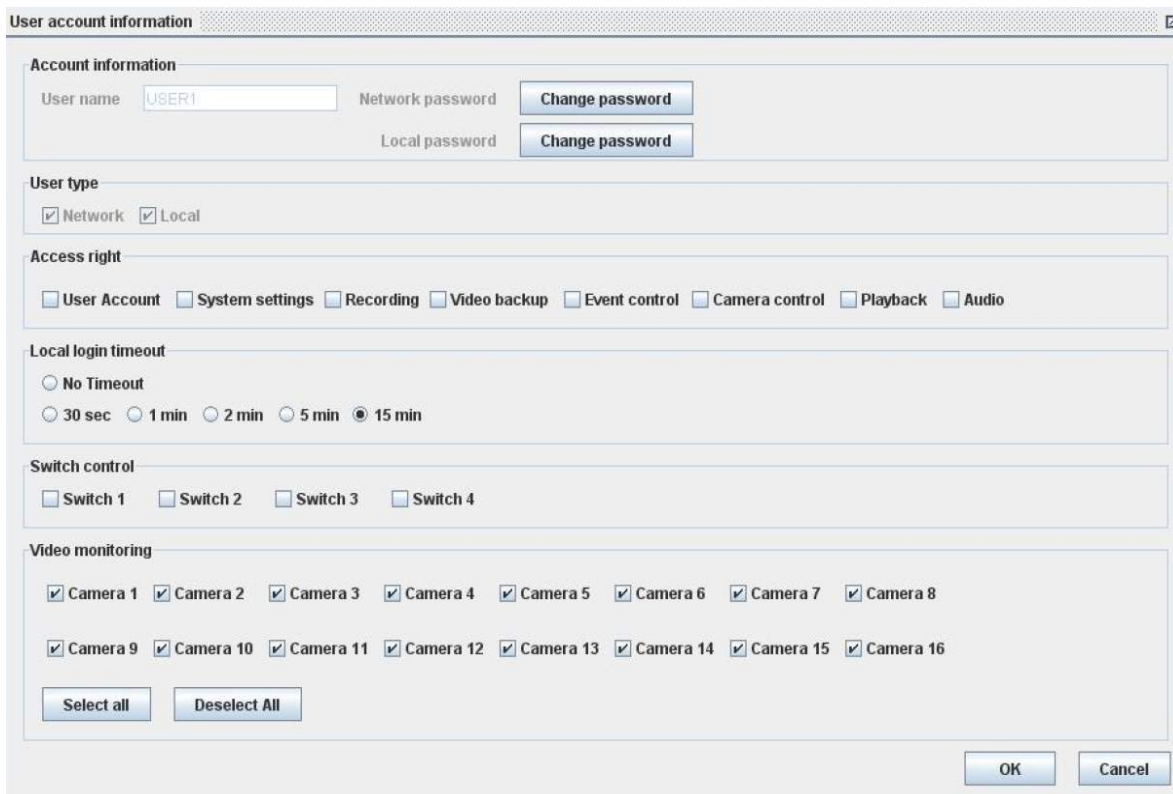 User account information
Account information
User name USER1 Network password Change password
Local password Change password
User type
Network Local
Access right
User Account System settings Recording Video backup Event control Camera control Playback Audio
Local login timeout
No Timeout
30 sec 1 min 2 min 5 min 15 min
Switch control
Switch 1 Switch 2 Switch 3 Switch 4
Video monitoring
Camera 1 Camera 2 Camera 3 Camera 4 Camera 5 Camera 6 Camera 7 Camera 8
Camera 9 Camera 10 Camera 11 Camera 12 Camera 13 Camera 14 Camera 15 Camera 16
Select all Deselect All
OK Cancel